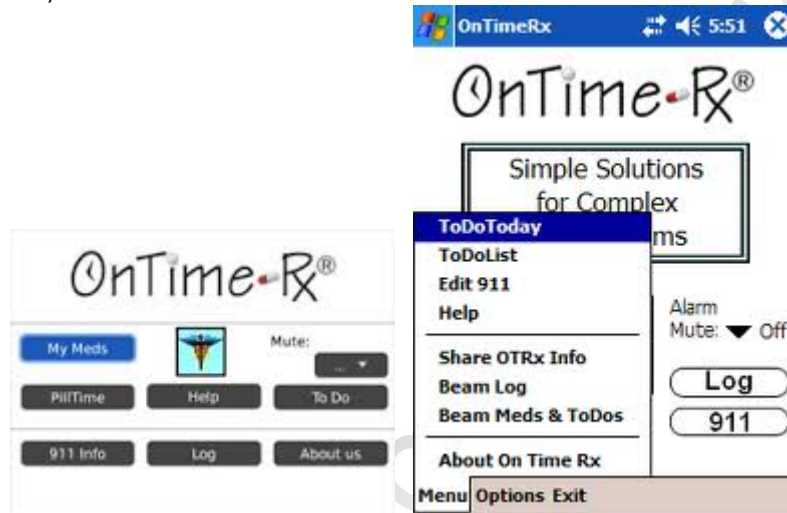 OnTime Rx®
My Meds
Mute:
... ▼
PillTime Help To Do
911 Info Log About us
OnTimeRx 5:51
OnTime Rx®
Simple Solutions
for Complex
ms
ToDoToday
ToDoList
Edit 911
Help
Share OTRx Info
Beam Log
Beam Meds & ToDos
About On Time Rx
Alarm
Mute: ▼ Off
Log
911
Menu Options Exit